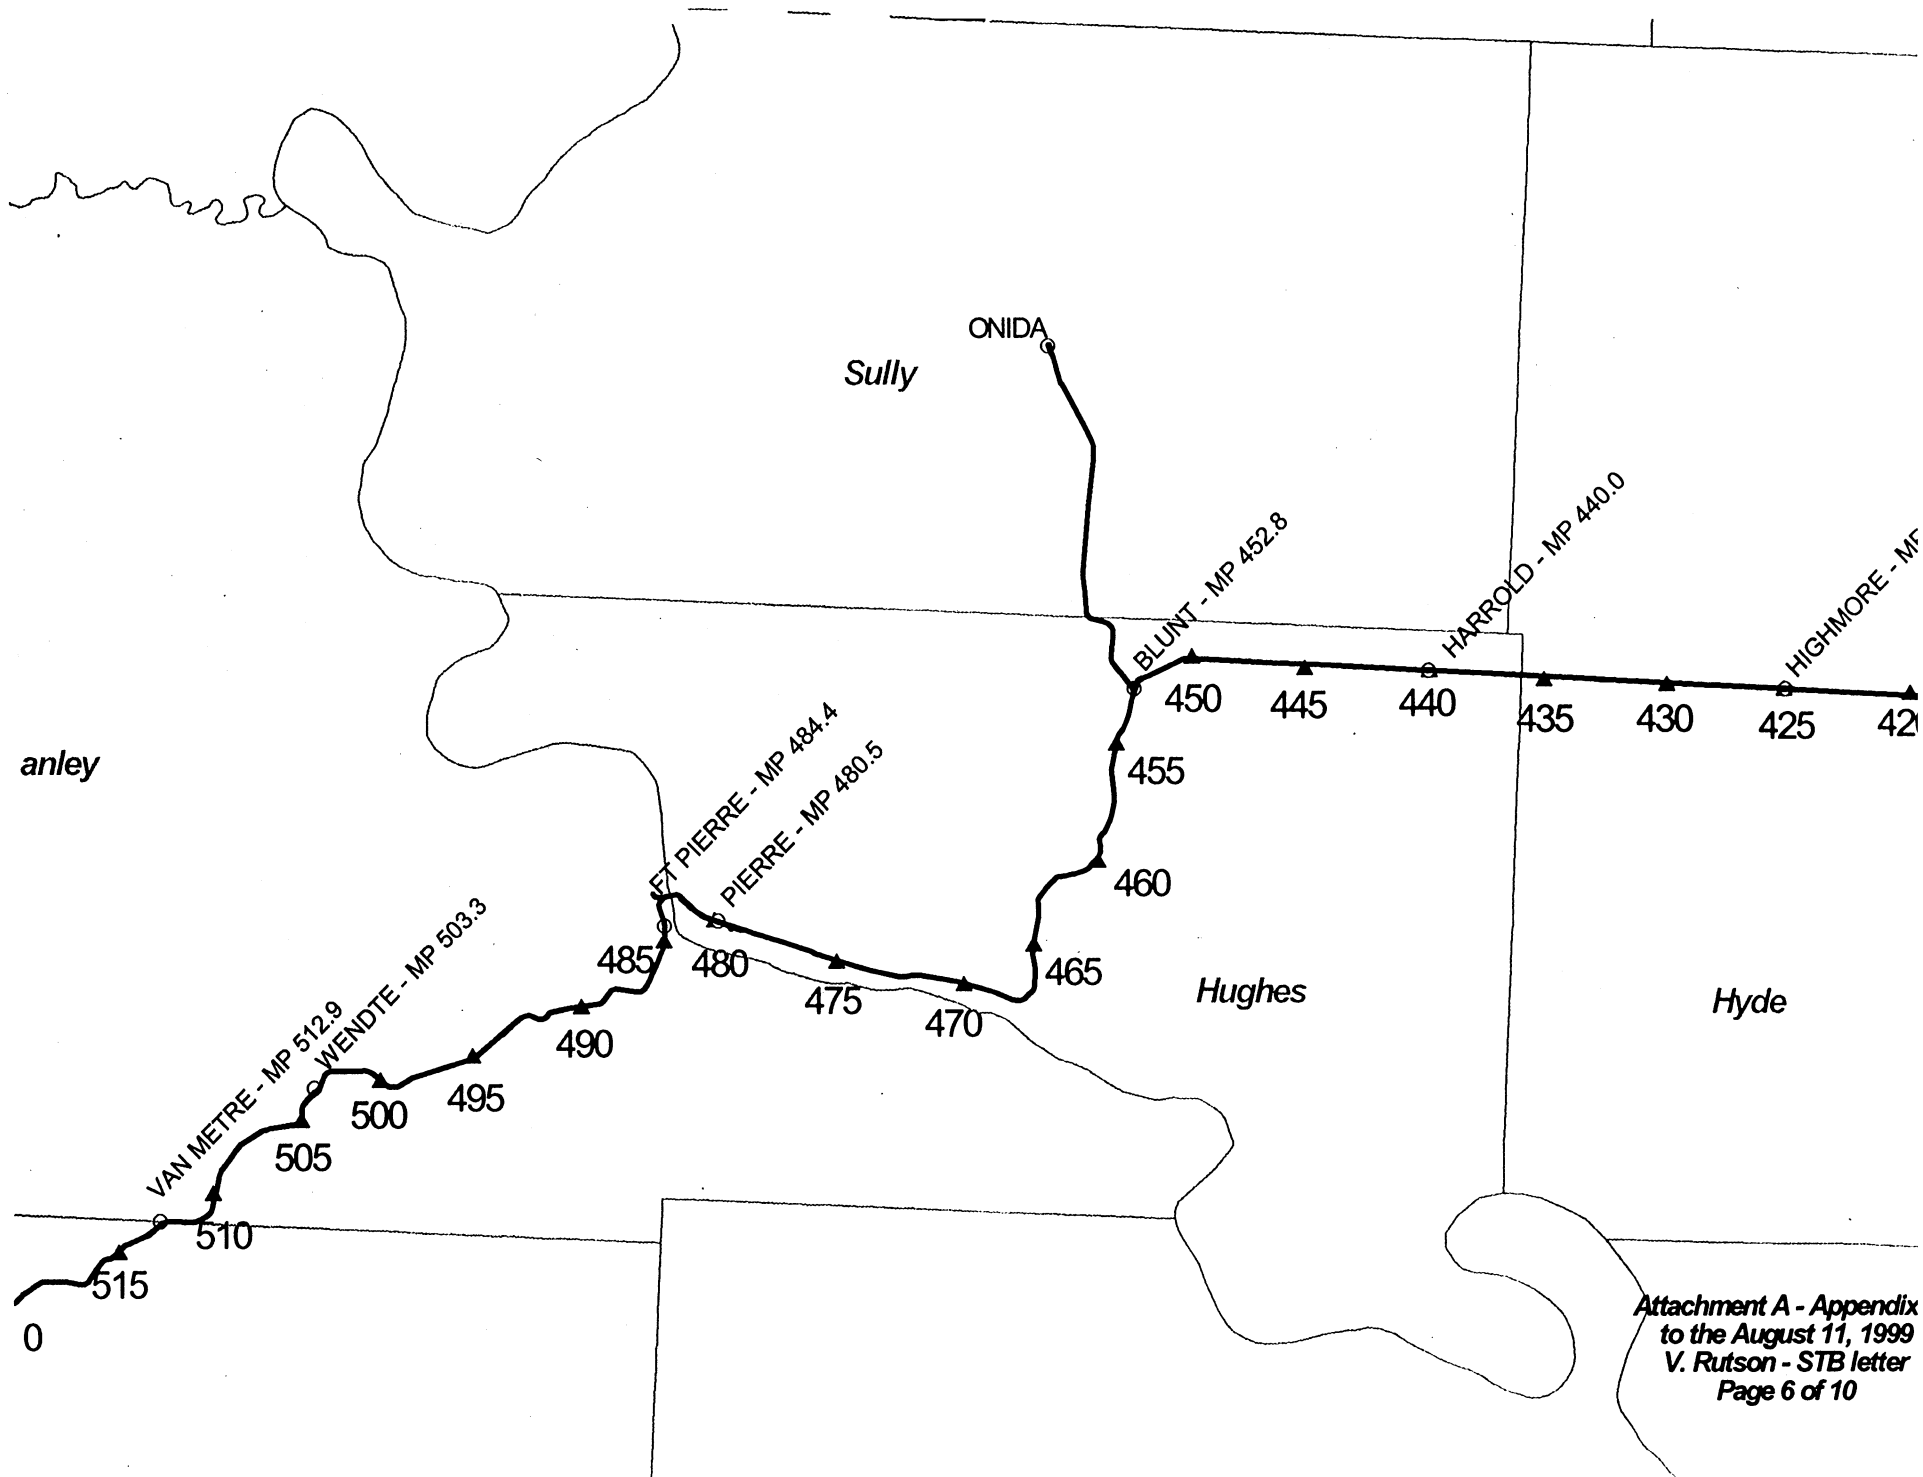 ONIDA
Sully
BLUNT - MP 452.8
HARROLD - MP 440.0
HIGHMORE - MP
450
445
440
435
430
425
420
455
anley
FT PIERRE - MP 484.4
PIERRE - MP 480.5
460
WENDTE - MP 503.3
485
480
465
475
470
Hughes
Hyde
VAN METRE - MP 512.9
490
495
500
505
510
515
0
Attachment A - Appendix
to the August 11, 1999
V. Rutson - STB letter
Page 6 of 10